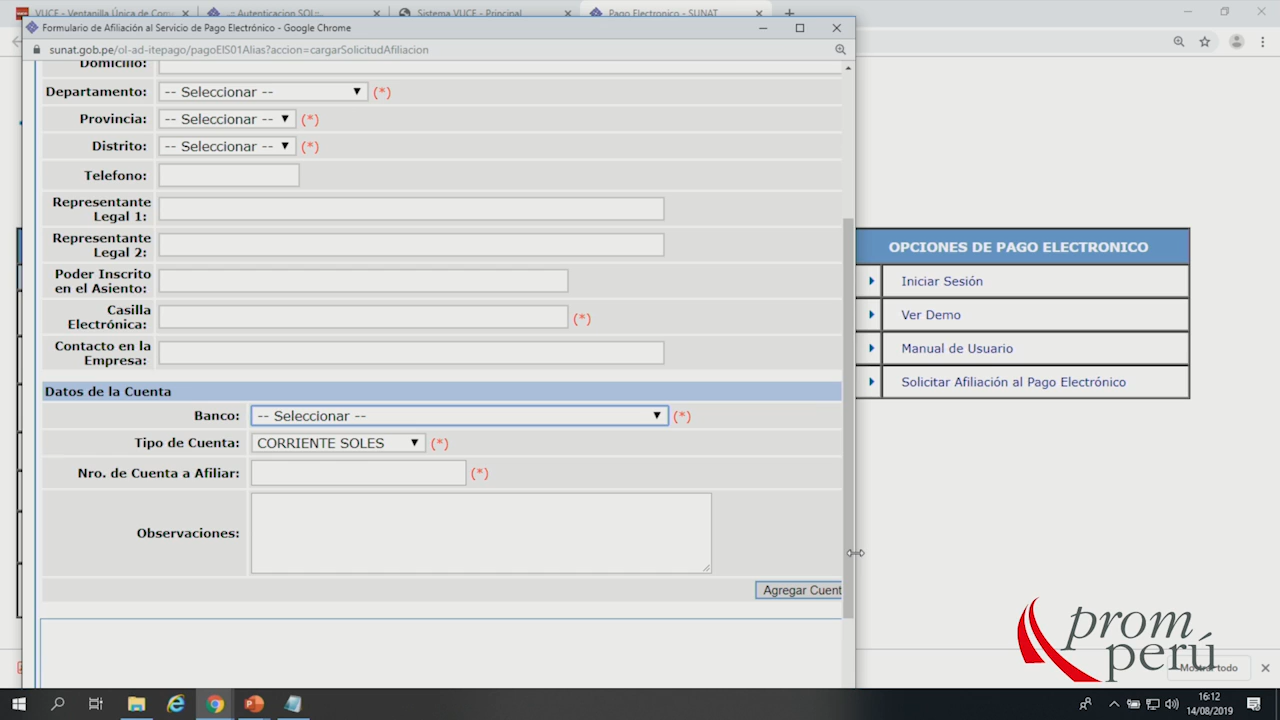 VUCE - Ventanilla Única de Come
.-:: Autenticacion SOL::-.
Sistema VUCE - Principal
Pago Electronico - SUNAT
Formulario de Afiliación al Servicio de Pago Electrónico - Google Chrome
sunat.gob.pe/ol-ad-itepago/pagoElS01Alias?accion=cargarSolicitudAfiliacion
Domicilio:
Departamento: -- Seleccionar -- (*)
Provincia: -- Seleccionar -- (*)
Distrito: -- Seleccionar -- (*)
Telefono:
Representante
Legal 1:
Representante
Legal 2:
Poder Inscrito
en el Asiento:
Casilla
Electrónica: (*)
Contacto en la
Empresa:
Datos de la Cuenta
Banco: -- Seleccionar -- (*)
Tipo de Cuenta: CORRIENTE SOLES (*)
Nro. de Cuenta a Afiliar: (*)
Observaciones:
Agregar Cuent
OPCIONES DE PAGO ELECTRONICO
Iniciar Sesión
Ver Demo
Manual de Usuario
Solicitar Afiliación al Pago Electrónico
prom
perú
Mostrar todo
16:12
14/08/2019